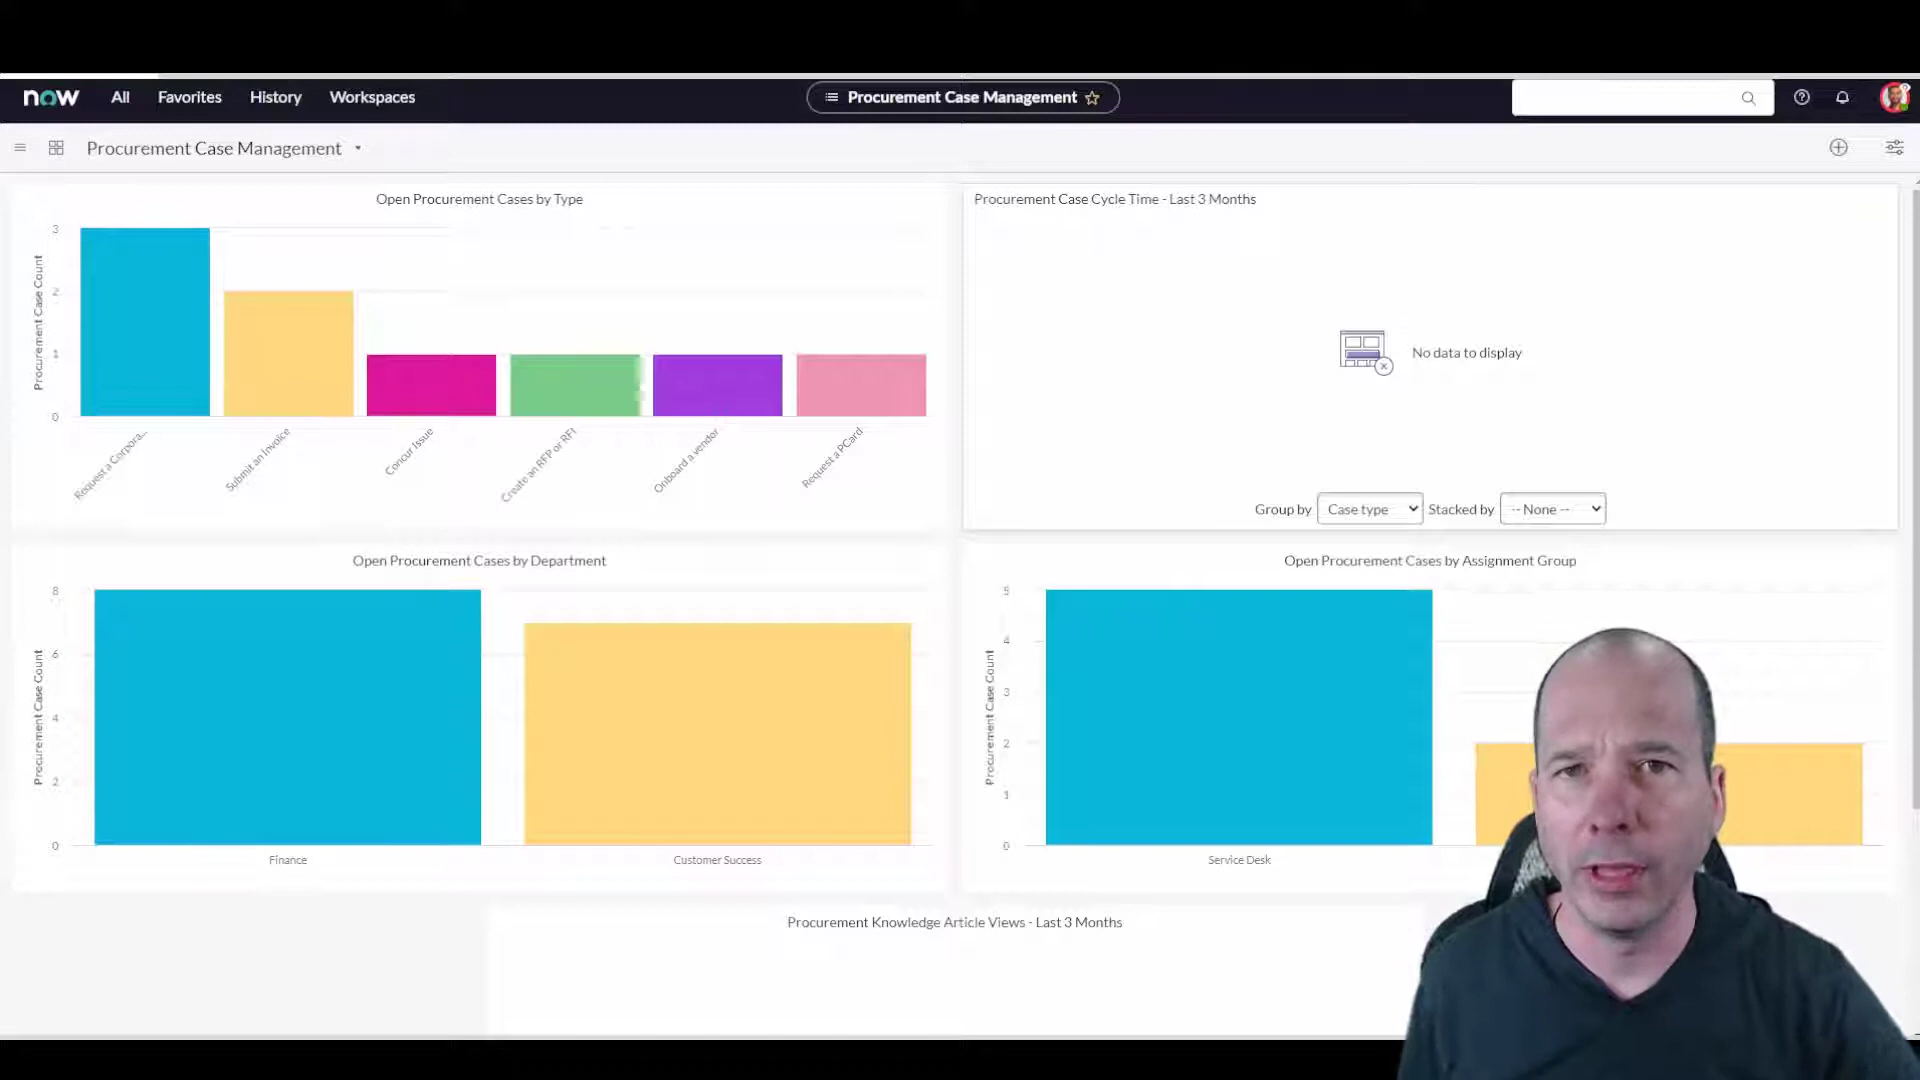 now All Favorites History Workspaces Procurement Case Management
Procurement Case Management
Open Procurement Cases by Type
Procurement Case Count
3
2
1
0
Request a Corpora...
Submit an Invoice
Concur Issue
Create an RFP or RFI
Onboard a vendor
Request a PCard
Procurement Case Cycle Time - Last 3 Months
No data to display
Group by Case type Stacked by -- None --
Open Procurement Cases by Department
Procurement Case Count
8
6
4
2
0
Finance
Customer Success
Open Procurement Cases by Assignment Group
Procurement Case Count
5
4
3
2
1
0
Service Desk
Procurement Knowledge Article Views - Last 3 Months